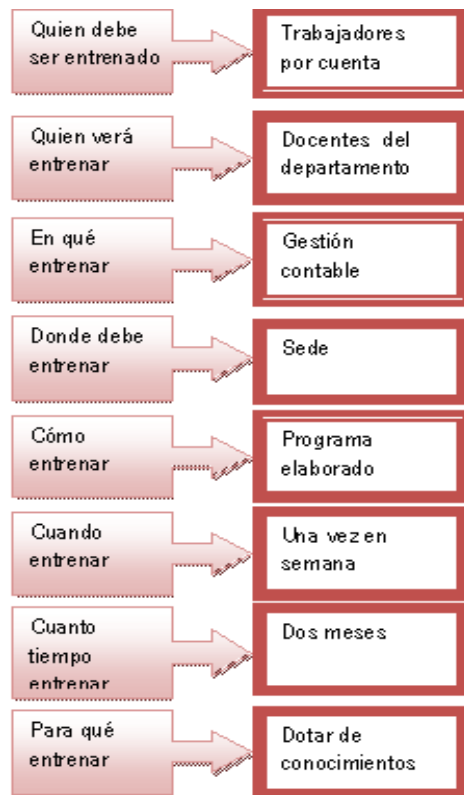 Quien debe
ser entrenado
Trabajadores
por cuenta
Quien verá
entrenar
Docentes del
departamento
En qué
entrenar
Gestión
contable
Donde debe
entrenar
Sede
Cómo
entrenar
Programa
elaborado
Cuando
entrenar
Una vez en
semana
Cuanto
tiempo
entrenar
Dos meses
Para qué
entrenar
Dotar de
conocimientos